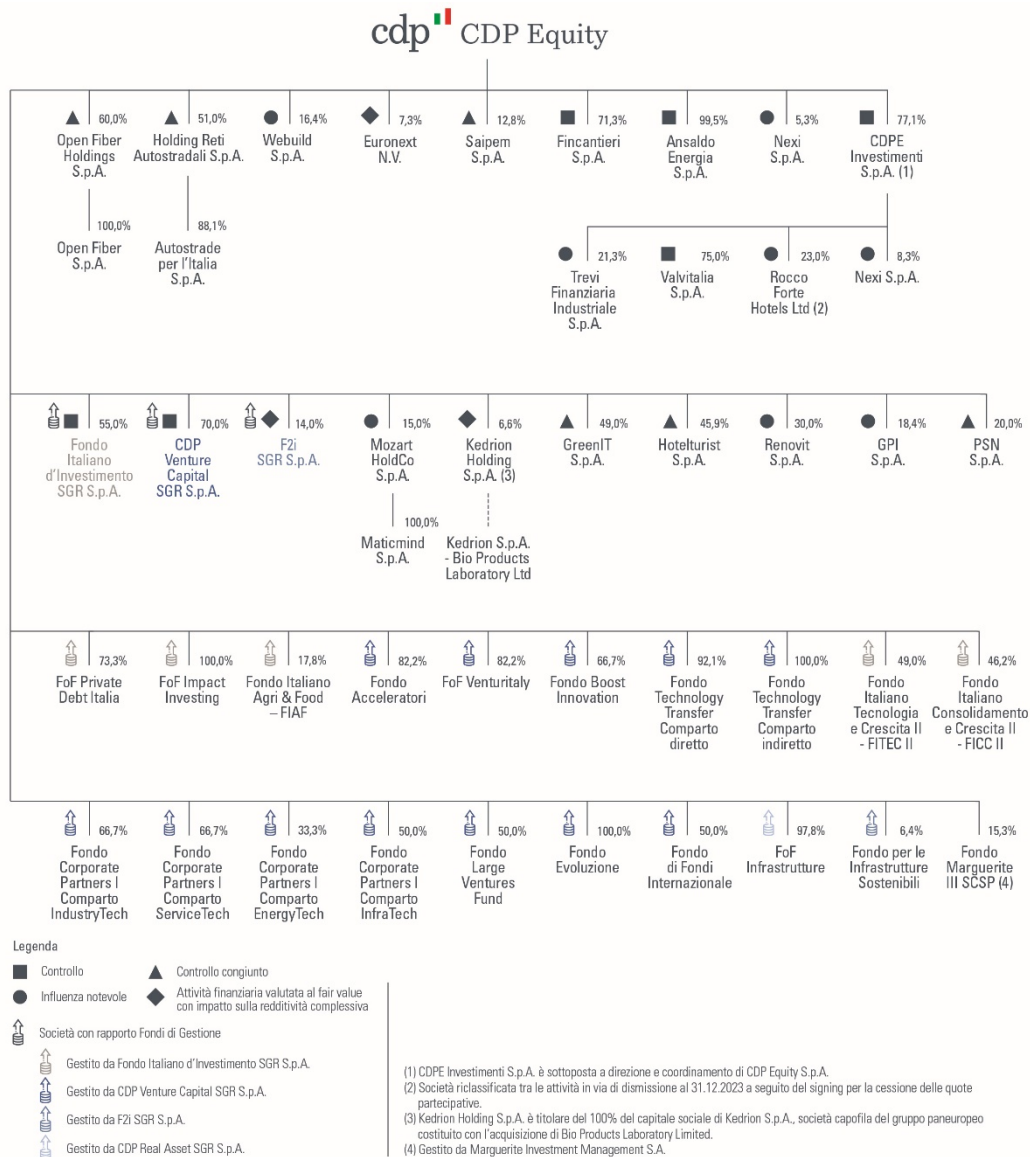 cdp CDP Equity
60,0%
Open Fiber
Holdings
S.p.A.
100,0%
Open Fiber
S.p.A.
51,0%
Holding Reti
Autostradali S.p.A.
88,1%
Autostrade
per l'Italia
S.p.A.
16,4%
Webuild
S.p.A.
7,3%
Euronext
N.V.
12,8%
Saipem
S.p.A.
71,3%
Fincantieri
S.p.A.
99,5%
Ansaldo
Energia
S.p.A.
5,3%
Nexi
S.p.A.
77,1%
CDPE
Investimenti
S.p.A. (1)
21,3%
Trevi
Finanziaria
Industriale
S.p.A.
75,0%
Valvitalia
S.p.A.
23,0%
Rocco
Forte
Hotels Ltd (2)
8,3%
Nexi S.p.A.
55,0%
Fondo
Italiano
d'Investimento
SGR S.p.A.
70,0%
CDP
Venture
Capital
SGR S.p.A.
14,0%
F2i
SGR S.p.A.
15,0%
Mozart
HoldCo
S.p.A.
100,0%
Maticmind
S.p.A.
6,6%
Kedrion
Holding
S.p.A. (3)
Kedrion S.p.A.
- Bio Products
Laboratory Ltd
49,0%
GreenIT
S.p.A.
45,9%
Hotelturist
S.p.A.
30,0%
Renovit
S.p.A.
18,4%
GPI
S.p.A.
20,0%
PSN
S.p.A.
73,3%
FoF Private
Debt Italia
100,0%
FoF Impact
Investing
17,8%
Fondo Italiano
Agri & Food
– FIAF
82,2%
Fondo
Acceleratori
82,2%
FoF Venturitaly
66,7%
Fondo Boost
Innovation
92,1%
Fondo
Technology
Transfer
Comparto
diretto
100,0%
Fondo
Technology
Transfer
Comparto
indiretto
49,0%
Fondo
Italiano
Tecnologia
e Crescita II
- FITEC II
46,2%
Fondo
Italiano
Consolidamento
e Crescita II
- FICC II
66,7%
Fondo
Corporate
Partners I
Comparto
IndustryTech
66,7%
Fondo
Corporate
Partners I
Comparto
ServiceTech
33,3%
Fondo
Corporate
Partners I
Comparto
EnergyTech
50,0%
Fondo
Corporate
Partners I
Comparto
InfraTech
50,0%
Fondo
Large
Ventures
Fund
100,0%
Fondo
Evoluzione
50,0%
Fondo
di Fondi
Internazionale
97,8%
FoF
Infrastrutture
6,4%
Fondo per le
Infrastrutture
Sostenibili
15,3%
Fondo
Marguerite
III SCSP (4)
Legenda
Controllo
Controllo congiunto
Influenza notevole
Attività finanziaria valutata al fair value
con impatto sulla redditività complessiva
Società con rapporto Fondi di Gestione
Gestito da Fondo Italiano d'Investimento SGR S.p.A.
Gestito da CDP Venture Capital SGR S.p.A.
Gestito da F2i SGR S.p.A.
Gestito da CDP Real Asset SGR S.p.A.
(1) CDPE Investimenti S.p.A. è sottoposta a direzione e coordinamento di CDP Equity S.p.A.
(2) Società riclassificata tra le attività in via di dismissione al 31.12.2023 a seguito del signing per la cessione delle quote
partecipative.
(3) Kedrion Holding S.p.A. è titolare del 100% del capitale sociale di Kedrion S.p.A., società capofila del gruppo paneuropeo
costituito con l'acquisizione di Bio Products Laboratory Limited.
(4) Gestito da Marguerite Investment Management S.A.